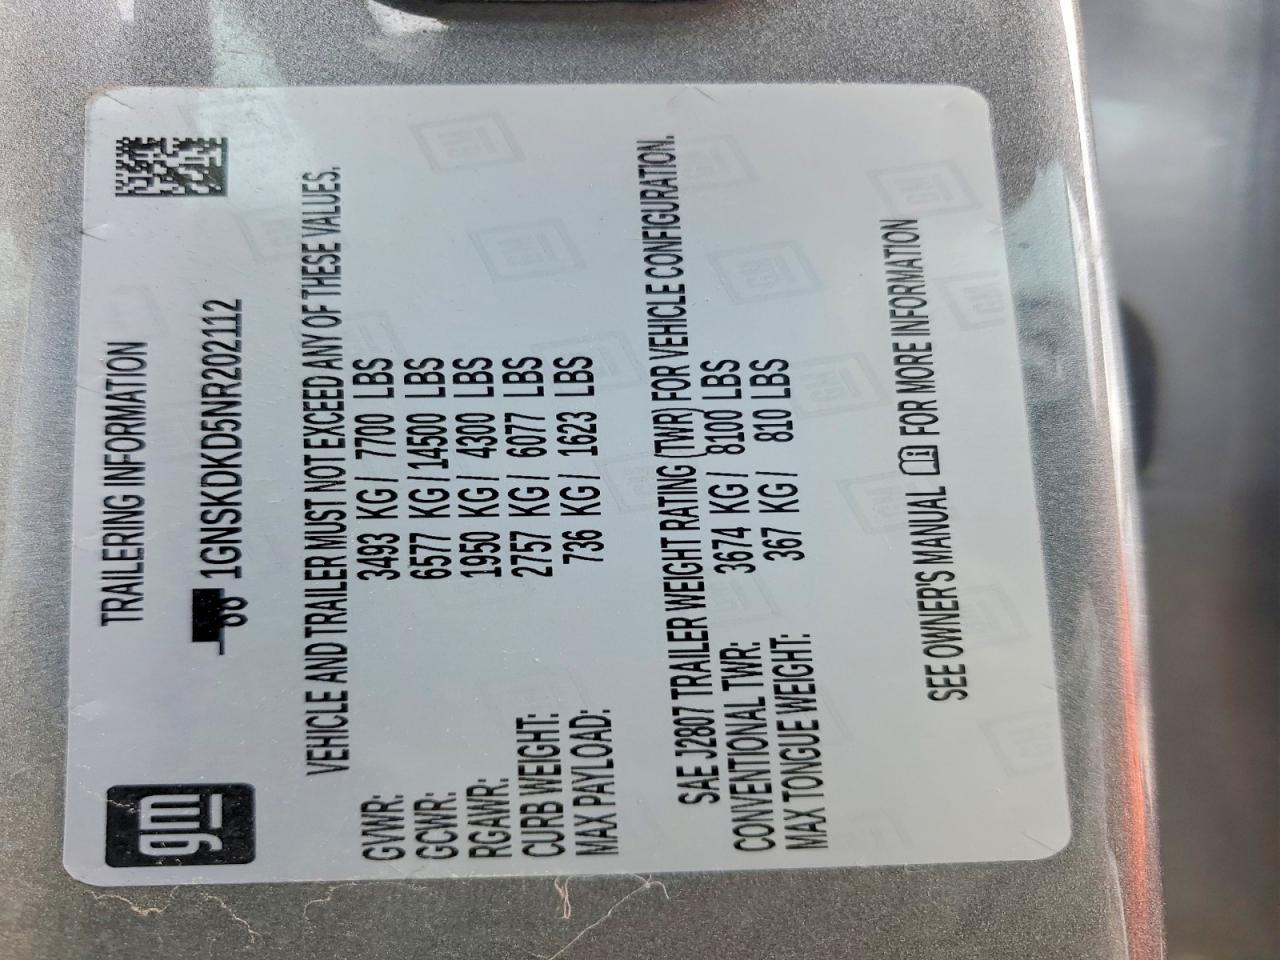 gm
TRAILERING INFORMATION
1GNSKDKD5NR202112
VEHICLE AND TRAILER MUST NOT EXCEED ANY OF THESE VALUES.
GVWR: 3493 KG / 7700 LBS
GCWR: 6577 KG / 14500 LBS
RGAWR: 1950 KG / 4300 LBS
CURB WEIGHT: 2757 KG / 6077 LBS
MAX PAYLOAD: 736 KG / 1623 LBS
SAE J2807 TRAILER WEIGHT RATING (TWR) FOR VEHICLE CONFIGURATION.
CONVENTIONAL TWR: 3674 KG / 8100 LBS
MAX TONGUE WEIGHT: 367 KG / 810 LBS
SEE OWNER'S MANUAL FOR MORE INFORMATION